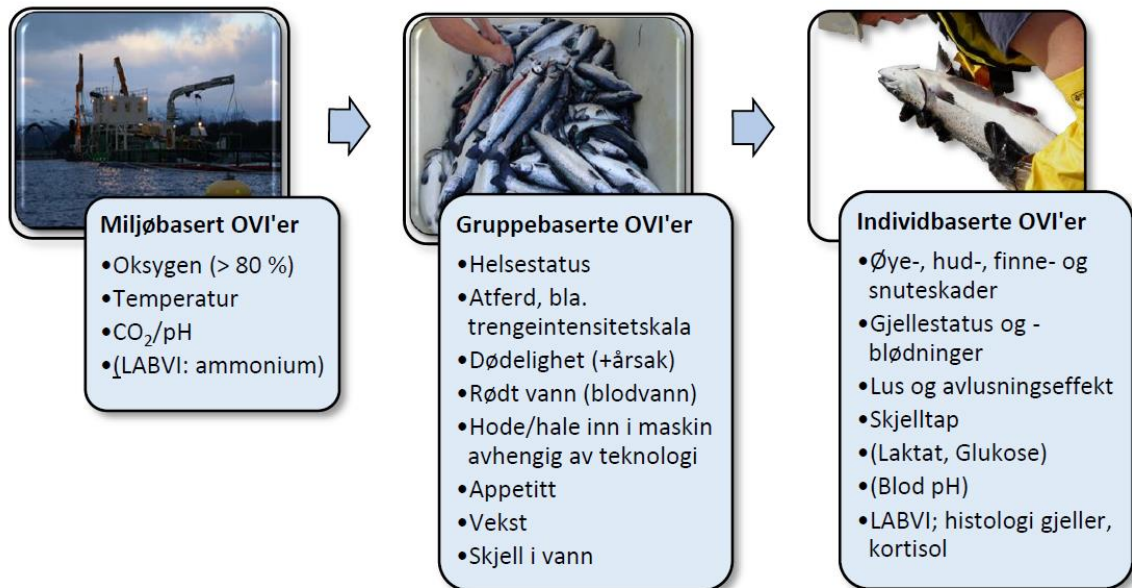 Miljøbasert OVI'er
•Oksygen (> 80 %)
•Temperatur
•CO₂/pH
•(LABVI: ammonium)
Gruppebaserte OVI'er
•Helsestatus
•Atferd, bla.
trengeintensitetskala
•Dødelighet (+årsak)
•Rødt vann (blodvann)
•Hode/hale inn i maskin
avhengig av teknologi
•Appetitt
•Vekst
•Skjell i vann
Individbaserte OVI'er
•Øye-, hud-, finne- og
snuteskader
•Gjellestatus og -
blødninger
•Lus og avlusningseffekt
•Skjelltap
•(Laktat, Glukose)
•(Blod pH)
•LABVI; histologi gjeller,
kortisol